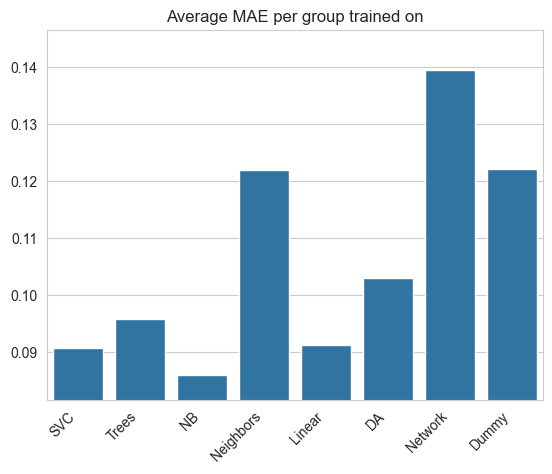 Average MAE per group trained on
0.14
0.13
0.12
0.11
0.10
0.09
SVC
Trees
NB
Neighbors
Linear
DA
Network
Dummy